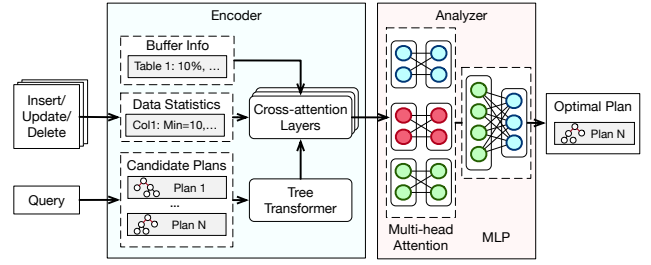 Encoder
Analyzer
Buffer Info
Table 1: 10%, ...
Insert/
Update/
Delete
Data Statistics
Col1: Min=10,...
Cross-attention
Layers
Optimal Plan
Plan N
Candidate Plans
Plan 1
...
Plan N
Query
Tree
Transformer
Multi-head
Attention
MLP